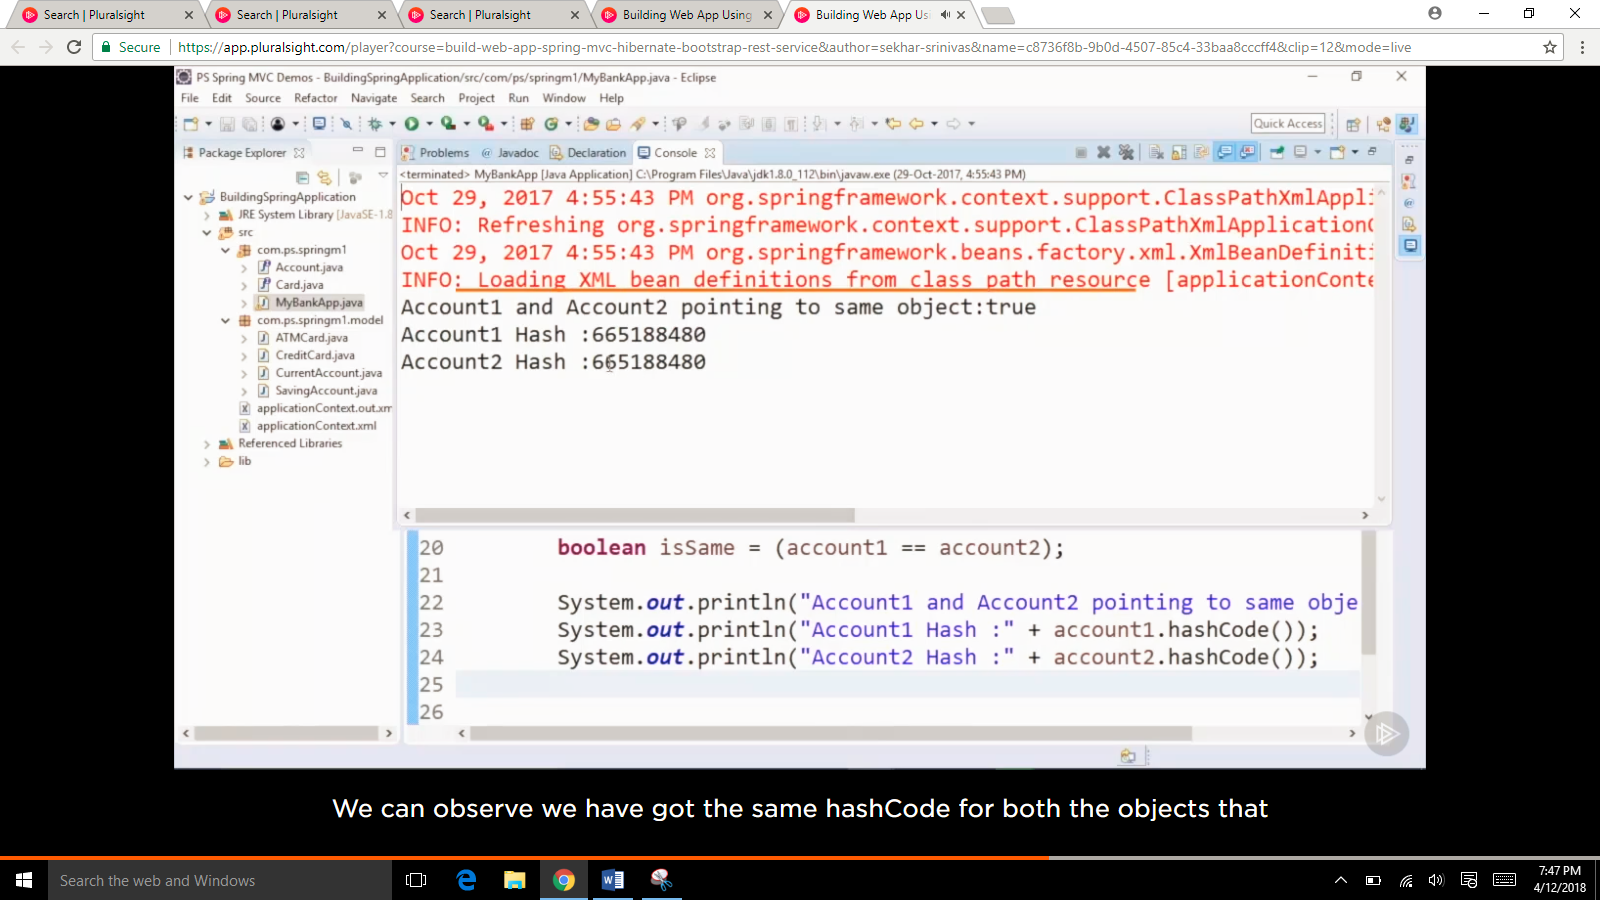 Search | Pluralsight
Search | Pluralsight
Search | Pluralsight
Building Web App Using
Building Web App Us
Secure
https://app.pluralsight.com/player?course=build-web-app-spring-mvc-hibernate-bootstrap-rest-service&author=sekhar-srinivas&name=c8736f8b-9b0d-4507-85c4-33baa8cccff4&clip=12&mode=live
PS Spring MVC Demos - BuildingSpringApplication/src/com/ps/springm1/MyBankApp.java - Eclipse
File Edit Source Refactor Navigate Search Project Run Window Help
Quick Access
Package Explorer
BuildingSpringApplication
JRE System Library [JavaSE-1.8
src
com.ps.springm1
Account.java
Card.java
MyBankApp.java
com.ps.springm1.model
ATMCard.java
CreditCard.java
CurrentAccount.java
SavingAccount.java
applicationContext.out.xm
applicationContext.xml
Referenced Libraries
lib
Problems @ Javadoc Declaration Console
<terminated> MyBankApp [Java Application] C:\Program Files\Java\jdk1.8.0_112\bin\javaw.exe (29-Oct-2017, 4:55:43 PM)
Oct 29, 2017 4:55:43 PM org.springframework.context.support.ClassPathXmlAppli
INFO: Refreshing org.springframework.context.support.ClassPathXmlApplicationC
Oct 29, 2017 4:55:43 PM org.springframework.beans.factory.xml.XmlBeanDefiniti
INFO: Loading XML bean definitions from class path resource [applicationConte
Account1 and Account2 pointing to same object:true
Account1 Hash :665188480
Account2 Hash :665188480
20 boolean isSame = (account1 == account2);
21
22 System.out.println("Account1 and Account2 pointing to same obje
23 System.out.println("Account1 Hash :" + account1.hashCode());
24 System.out.println("Account2 Hash :" + account2.hashCode());
25
26
We can observe we have got the same hashCode for both the objects that
Search the web and Windows
7:47 PM
4/12/2018